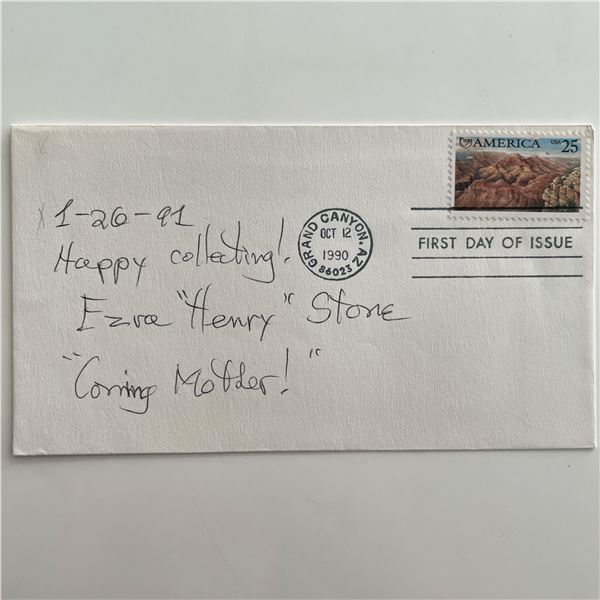 PUAS AMERICA USA 25
GRAND CANYON, AZ
OCT 12
1990
86023
FIRST DAY OF ISSUE
x 1-26-91
Happy collecting!
Ezra "Henry" Stone
"Coming Mother!"